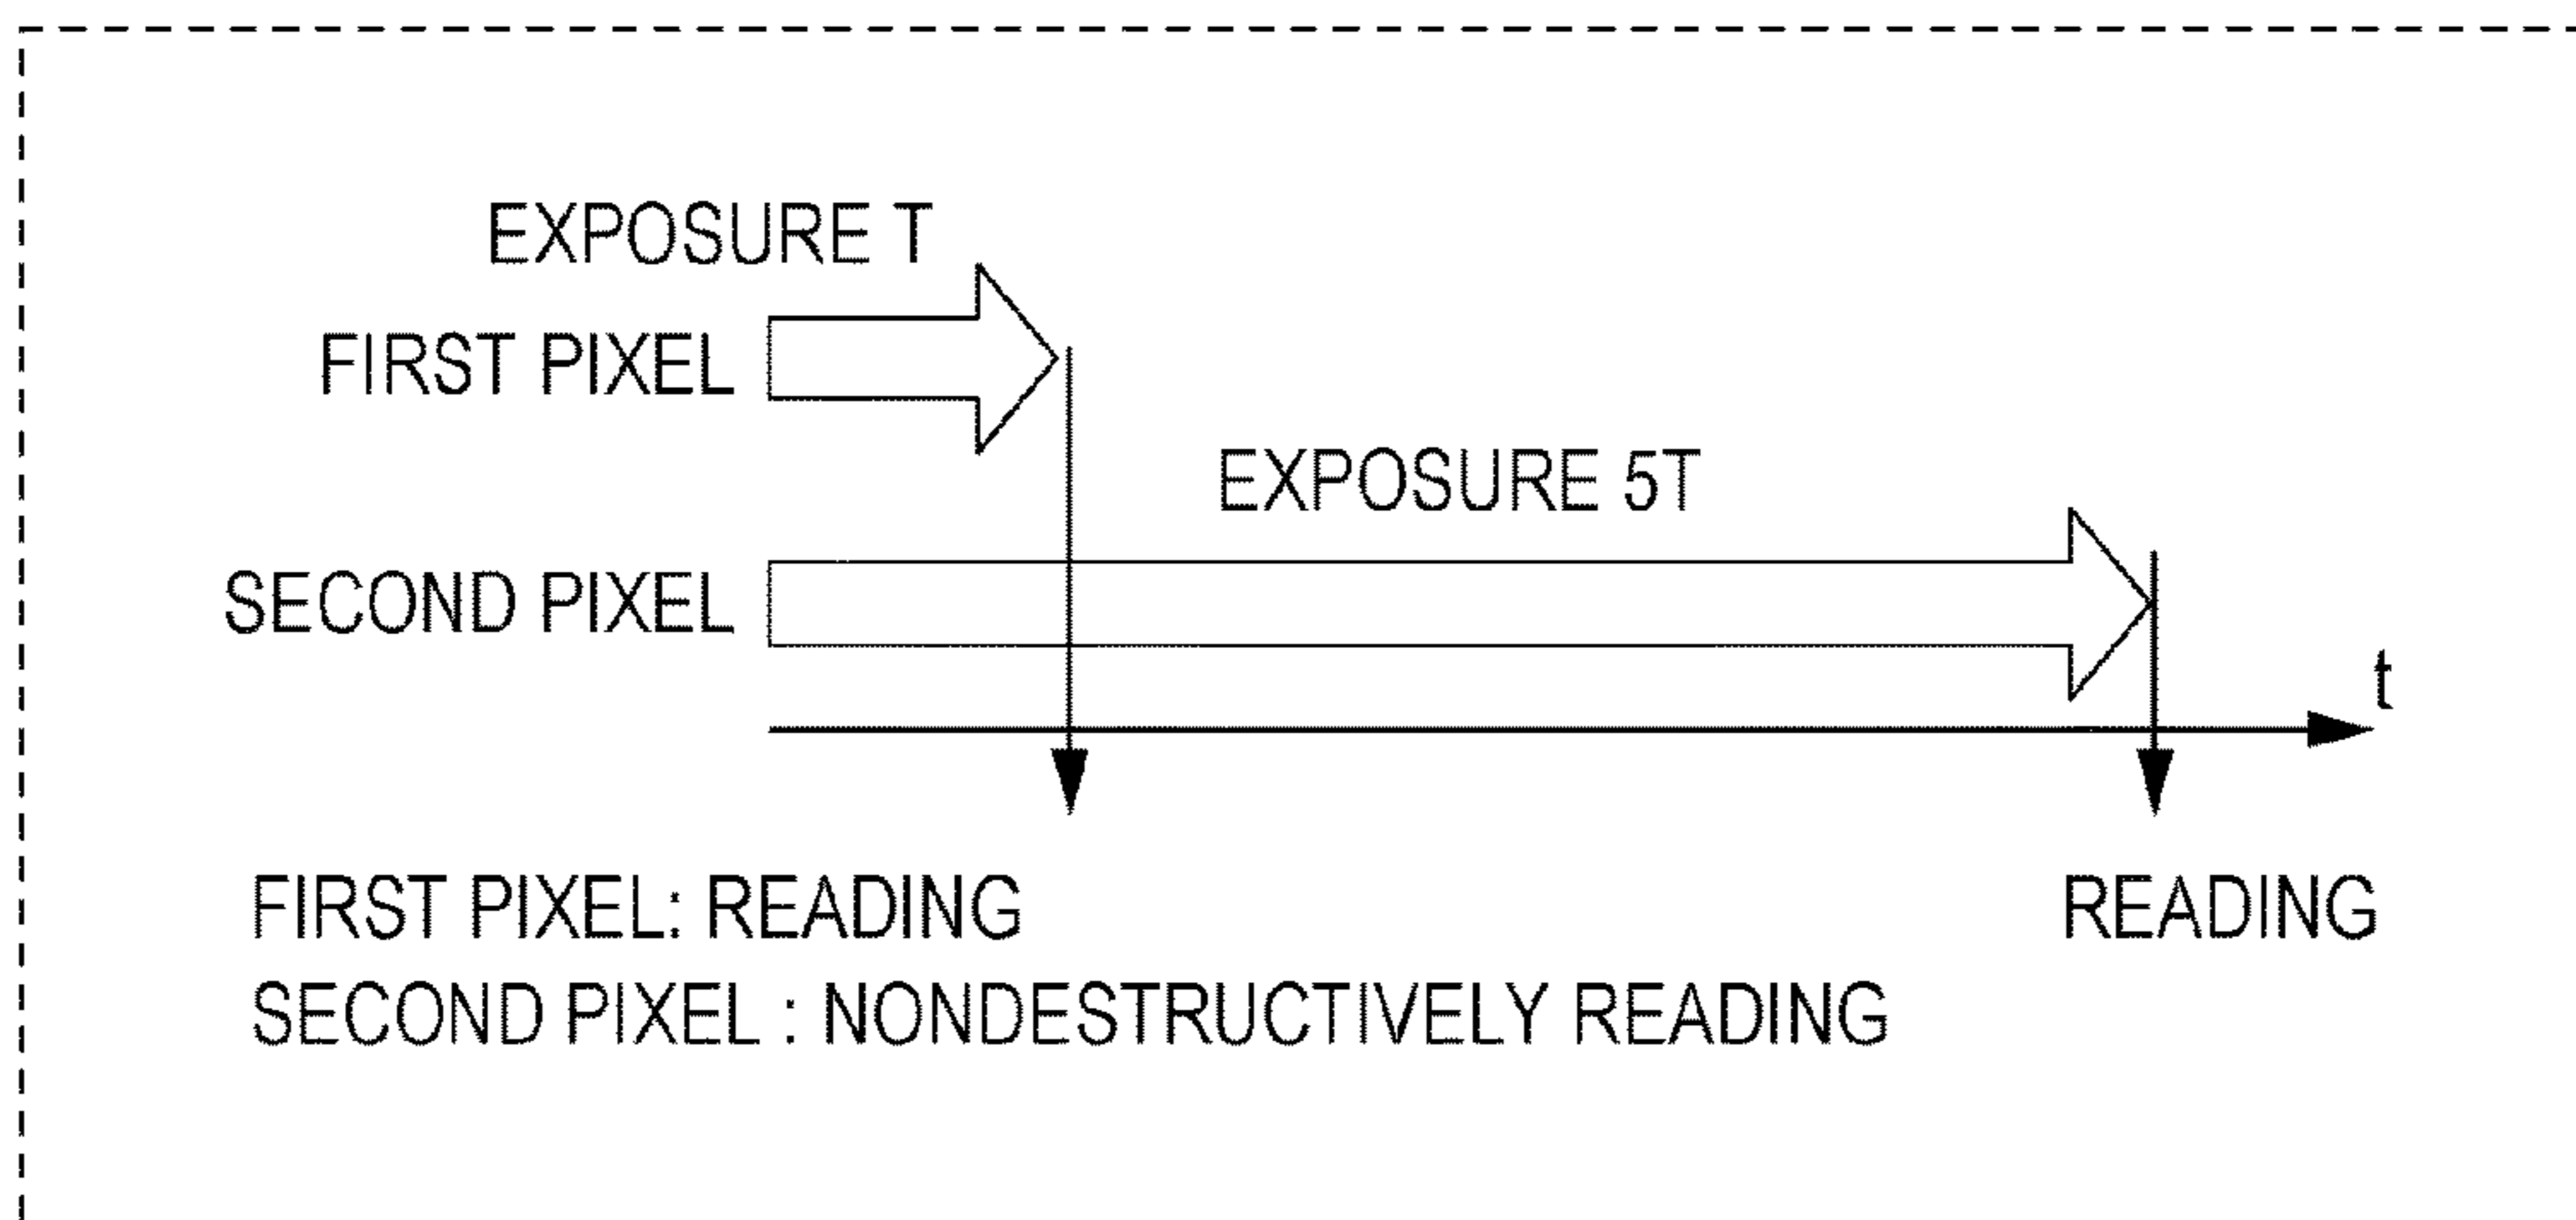 EXPOSURE T
FIRST PIXEL
EXPOSURE 5T
SECOND PIXEL
t
FIRST PIXEL: READING
READING
SECOND PIXEL : NONDESTRUCTIVELY READING